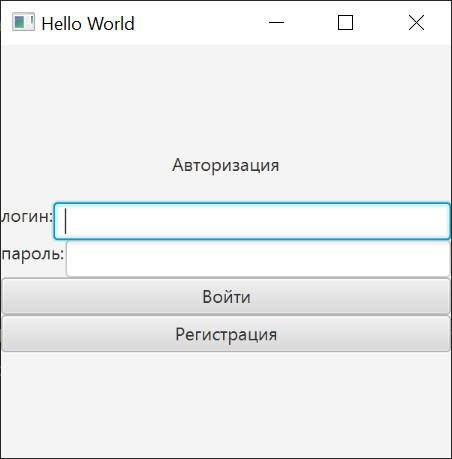 Hello World
Авторизация
логин:
пароль:
Войти
Регистрация